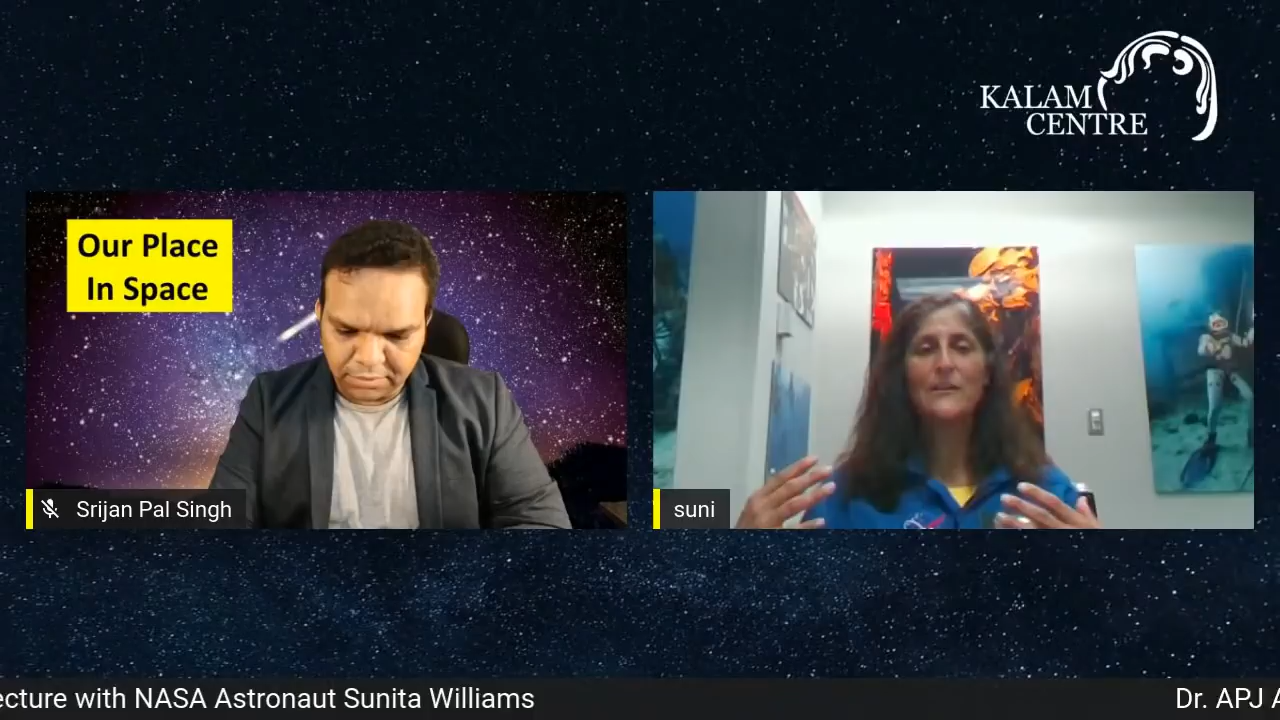 KALAM
CENTRE
Our Place
In Space
Srijan Pal Singh
suni
ecture with NASA Astronaut Sunita Williams
Dr. APJ A